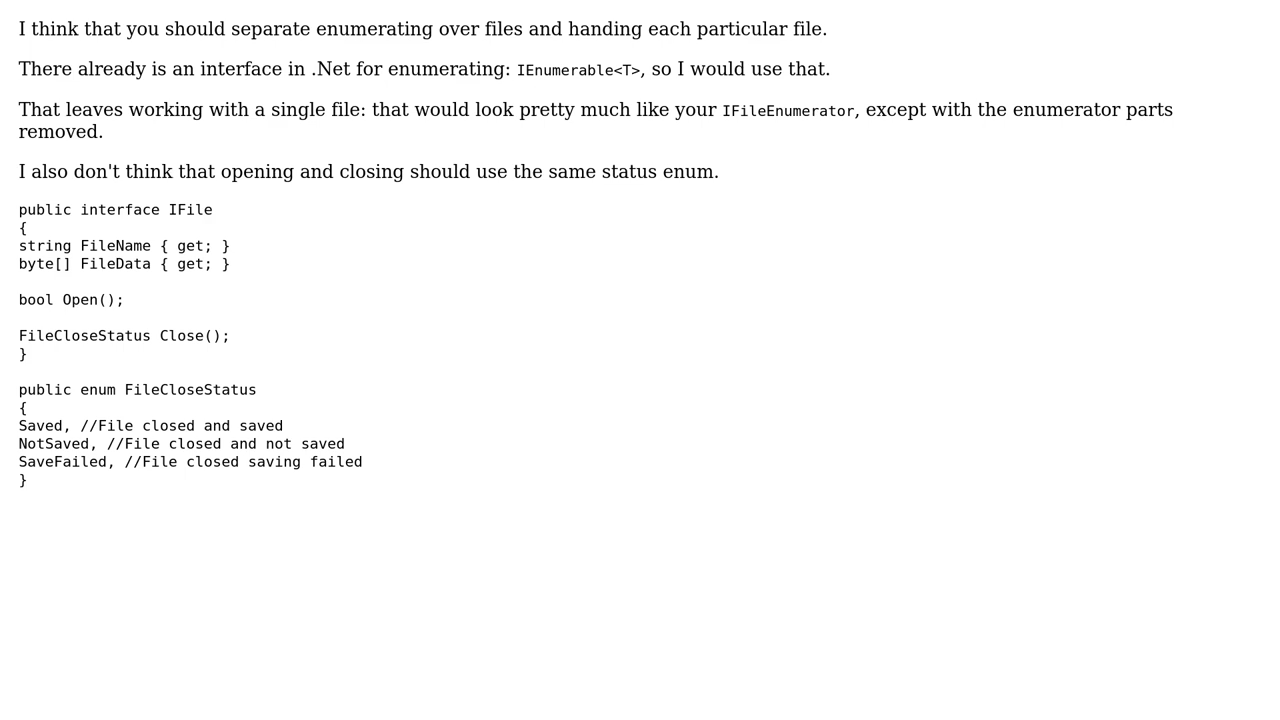 I think that you should separate enumerating over files and handing each particular file.
There already is an interface in .Net for enumerating: IEnumerable<T>, so I would use that.
That leaves working with a single file: that would look pretty much like your IFileEnumerator, except with the enumerator parts
removed.
I also don't think that opening and closing should use the same status enum.
public interface IFile
{
string FileName { get; }
byte[] FileData { get; }
bool Open();
FileCloseStatus Close();
}
public enum FileCloseStatus
{
Saved, //File closed and saved
NotSaved, //File closed and not saved
SaveFailed, //File closed saving failed
}